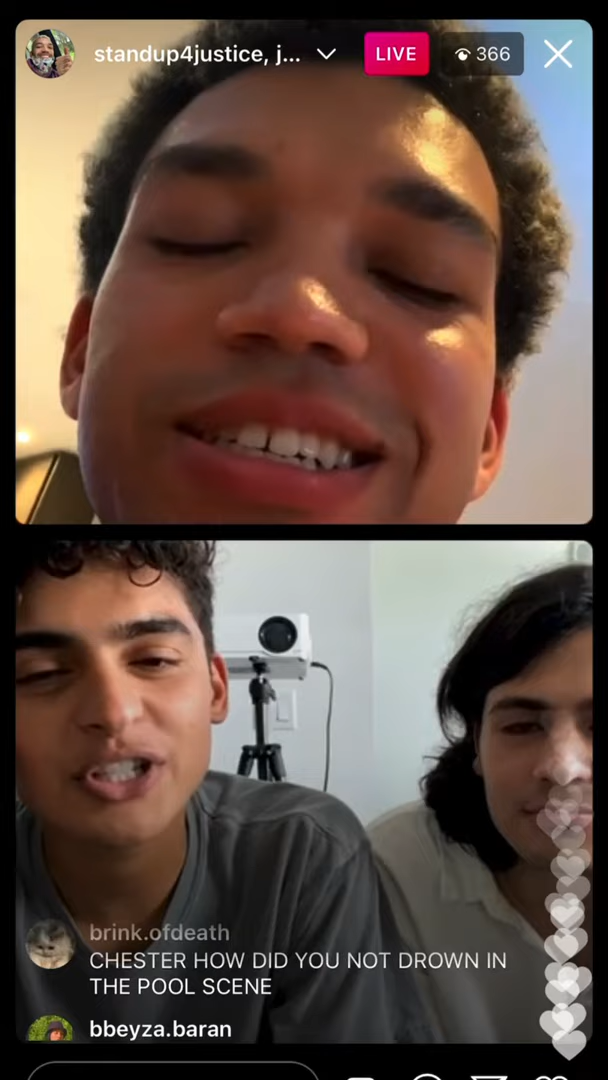 standup4justice, j...
LIVE
366
brink.ofdeath
CHESTER HOW DID YOU NOT DROWN IN
THE POOL SCENE
bbeyza.baran